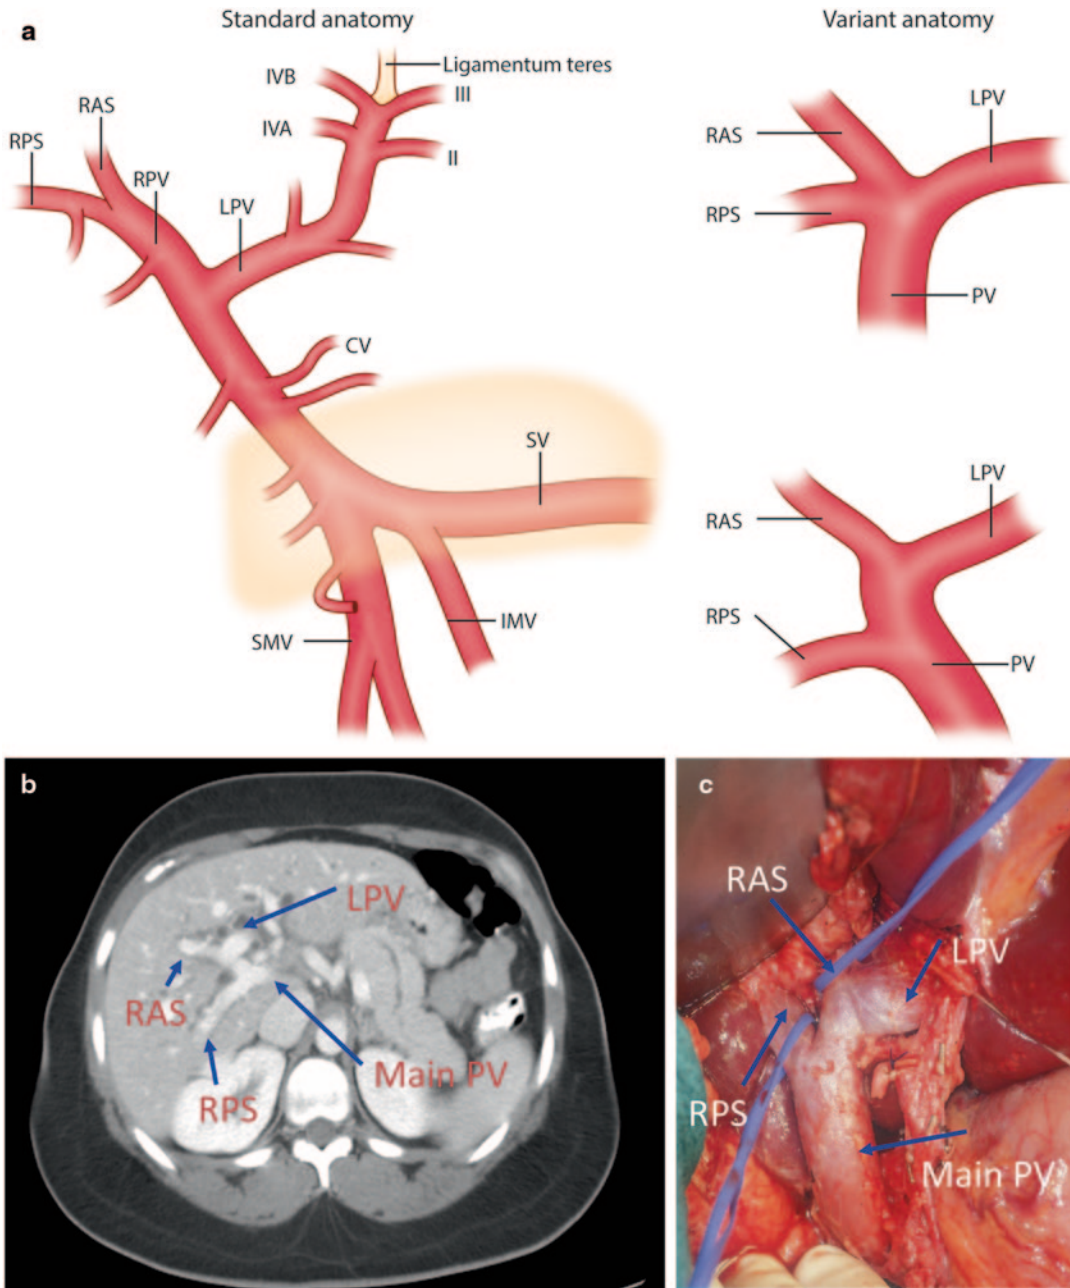 a
Standard anatomy
Variant anatomy
IVB
Ligamentum teres
III
RAS
IVA
RPS
II
RPV
LPV
CV
SV
SMV
IMV
LPV
RAS
RPS
PV
LPV
RAS
RPS
PV
b
LPV
RAS
Main PV
RPS
c
RAS
LPV
RPS
Main PV